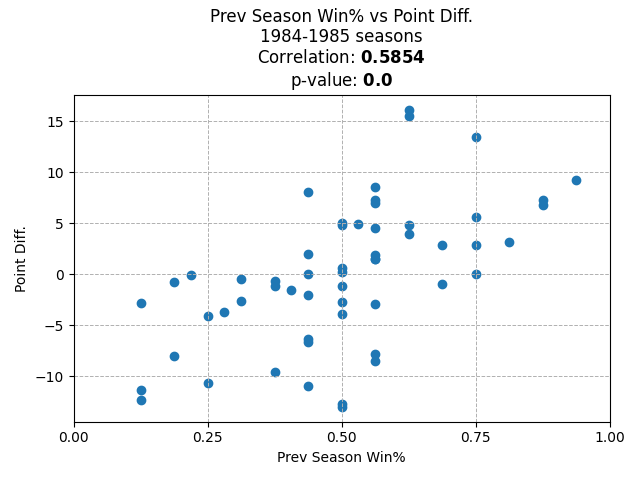 Prev Season Win% vs Point Diff.
1984-1985 seasons
Correlation: 0.5854
p-value: 0.0
15
10
5
0
−5
−10
Point Diff.
0.00 0.25 0.50 0.75 1.00
Prev Season Win%